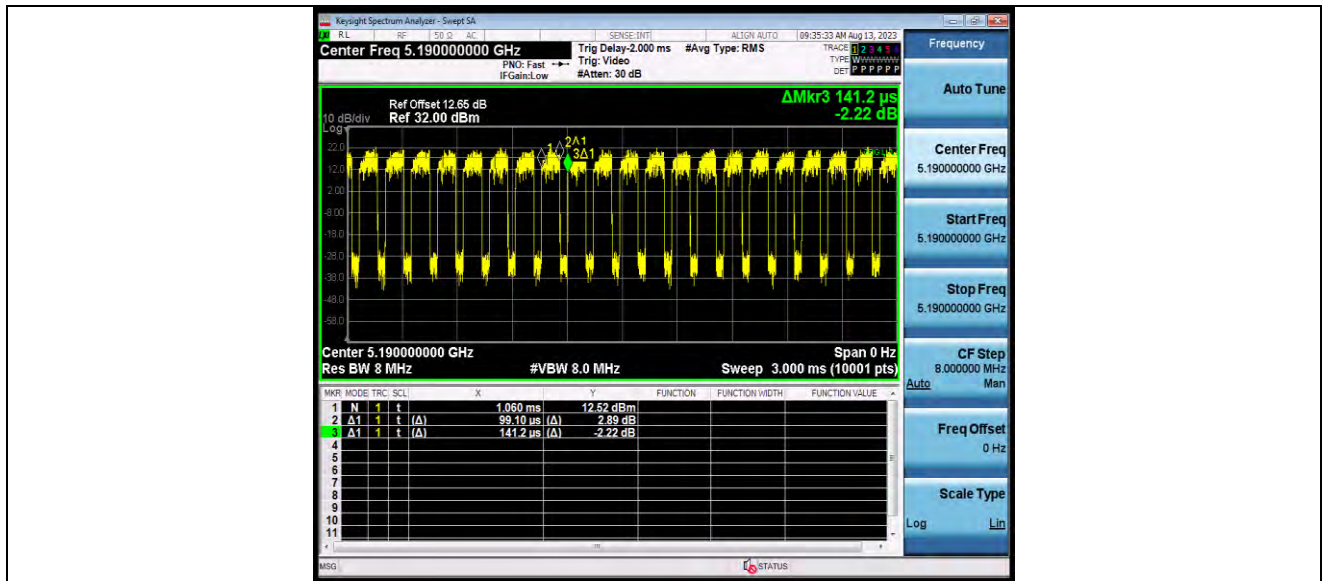 Keysight Spectrum Analyzer - Swept SA
RL RF 50 Ω AC SENSE:INT ALIGN AUTO 09:35:33 AM Aug 13, 2023
Center Freq 5.190000000 GHz
PNO: Fast
IFGain:Low
Trig Delay-2.000 ms
Trig: Video
#Atten: 30 dB
#Avg Type: RMS
TRACE 1 2 3 4 5 6
TYPE W
DET P P P P P P
ΔMkr3 141.2 µs
-2.22 dB
Ref Offset 12.65 dB
10 dB/div Ref 32.00 dBm
Log
22.0
12.0
2.00
-8.00
-18.0
-28.0
-38.0
-48.0
-58.0
1
2Δ1
3Δ1
Center 5.190000000 GHz Span 0 Hz
Res BW 8 MHz #VBW 8.0 MHz Sweep 3.000 ms (10001 pts)
MKR MODE TRC SCL X Y FUNCTION FUNCTION WIDTH FUNCTION VALUE
1 N 1 t 1.060 ms 12.52 dBm
2 Δ1 1 t (Δ) 99.10 µs (Δ) 2.89 dB
3 Δ1 1 t (Δ) 141.2 µs (Δ) -2.22 dB
4
5
6
7
8
9
10
11
MSG STATUS
Frequency
Auto Tune
Center Freq
5.190000000 GHz
Start Freq
5.190000000 GHz
Stop Freq
5.190000000 GHz
CF Step
8.000000 MHz
Auto Man
Freq Offset
0 Hz
Scale Type
Log Lin